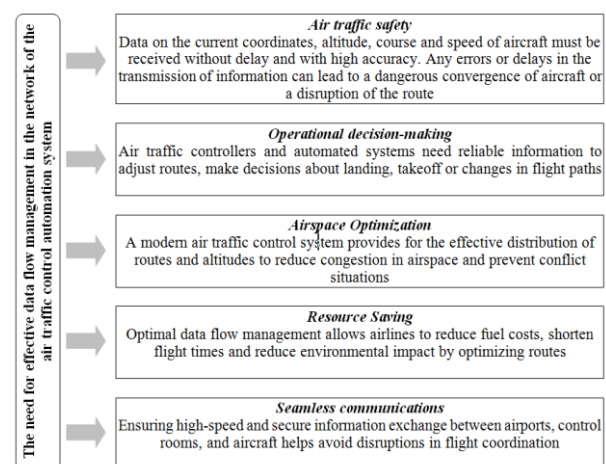 The need for effective data flow management in the network of the
air traffic control automation system
Air traffic safety
Data on the current coordinates, altitude, course and speed of aircraft must be
received without delay and with high accuracy. Any errors or delays in the
transmission of information can lead to a dangerous convergence of aircraft or
a disruption of the route
Operational decision-making
Air traffic controllers and automated systems need reliable information to
adjust routes, make decisions about landing, takeoff or changes in flight paths
Airspace Optimization
A modern air traffic control system provides for the effective distribution of
routes and altitudes to reduce congestion in airspace and prevent conflict
situations
Resource Saving
Optimal data flow management allows airlines to reduce fuel costs, shorten
flight times and reduce environmental impact by optimizing routes
Seamless communications
Ensuring high-speed and secure information exchange between airports, control
rooms, and aircraft helps avoid disruptions in flight coordination